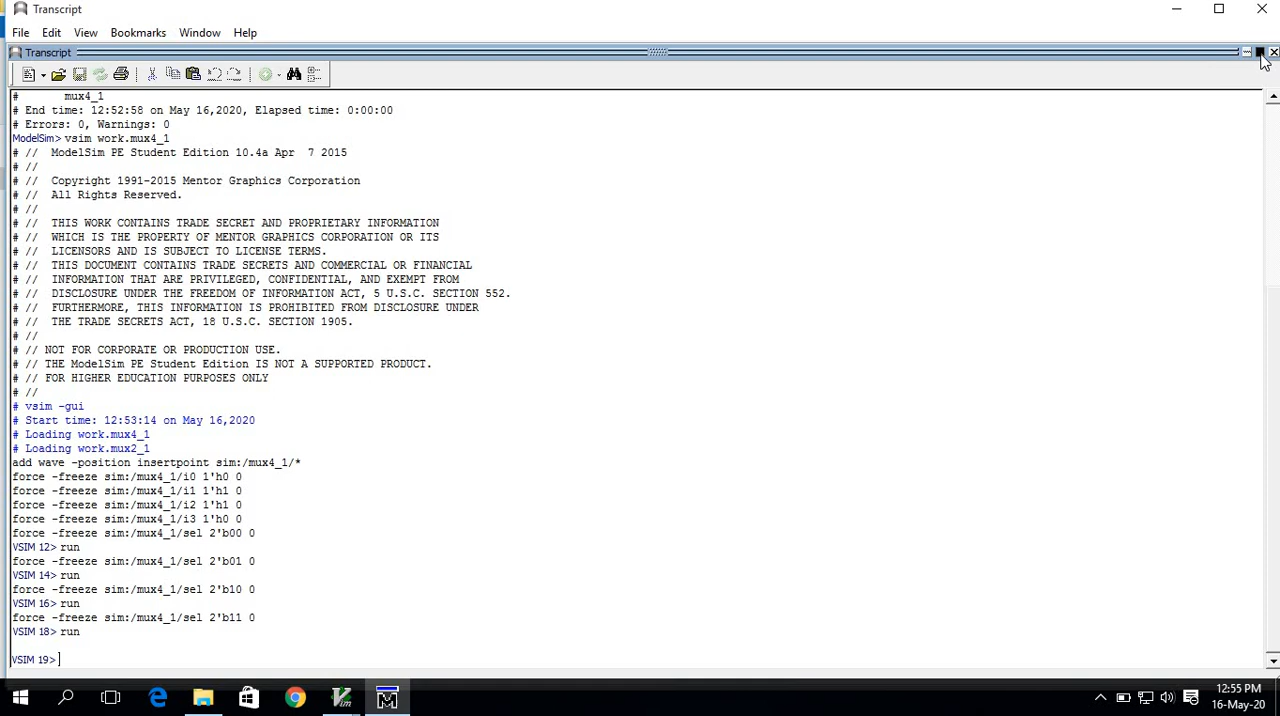 Transcript
File Edit View Bookmarks Window Help
Transcript
# mux4_1
# End time: 12:52:58 on May 16,2020, Elapsed time: 0:00:00
# Errors: 0, Warnings: 0
ModelSim> vsim work.mux4_1
# // ModelSim PE Student Edition 10.4a Apr 7 2015
# //
# // Copyright 1991-2015 Mentor Graphics Corporation
# // All Rights Reserved.
# //
# // THIS WORK CONTAINS TRADE SECRET AND PROPRIETARY INFORMATION
# // WHICH IS THE PROPERTY OF MENTOR GRAPHICS CORPORATION OR ITS
# // LICENSORS AND IS SUBJECT TO LICENSE TERMS.
# // THIS DOCUMENT CONTAINS TRADE SECRETS AND COMMERCIAL OR FINANCIAL
# // INFORMATION THAT ARE PRIVILEGED, CONFIDENTIAL, AND EXEMPT FROM
# // DISCLOSURE UNDER THE FREEDOM OF INFORMATION ACT, 5 U.S.C. SECTION 552.
# // FURTHERMORE, THIS INFORMATION IS PROHIBITED FROM DISCLOSURE UNDER
# // THE TRADE SECRETS ACT, 18 U.S.C. SECTION 1905.
# //
# // NOT FOR CORPORATE OR PRODUCTION USE.
# // THE ModelSim PE Student Edition IS NOT A SUPPORTED PRODUCT.
# // FOR HIGHER EDUCATION PURPOSES ONLY
# //
# vsim -gui
# Start time: 12:53:14 on May 16,2020
# Loading work.mux4_1
# Loading work.mux2_1
add wave -position insertpoint sim:/mux4_1/*
force -freeze sim:/mux4_1/i0 1'h0 0
force -freeze sim:/mux4_1/i1 1'h1 0
force -freeze sim:/mux4_1/i2 1'h1 0
force -freeze sim:/mux4_1/i3 1'h0 0
force -freeze sim:/mux4_1/sel 2'b00 0
VSIM 12> run
force -freeze sim:/mux4_1/sel 2'b01 0
VSIM 14> run
force -freeze sim:/mux4_1/sel 2'b10 0
VSIM 16> run
force -freeze sim:/mux4_1/sel 2'b11 0
VSIM 18> run
VSIM 19>
12:55 PM
16-May-20